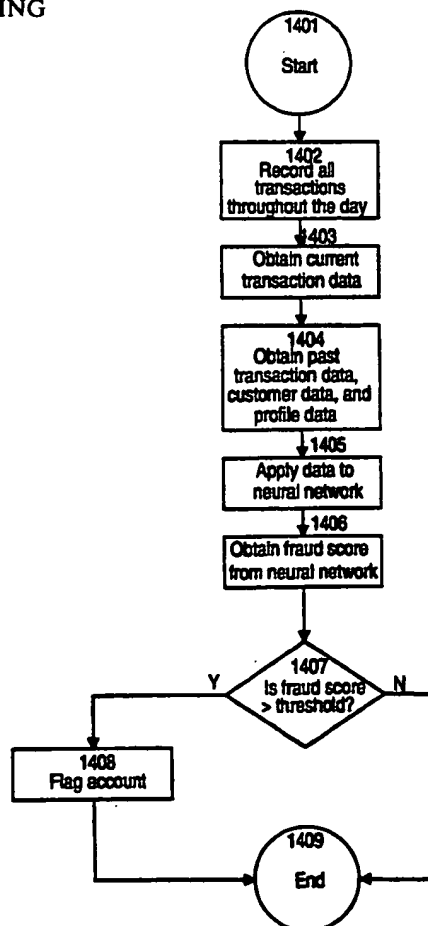 ING
1401
Start
1402
Record all
transactions
throughout the day
1403
Obtain current
transaction data
1404
Obtain past
transaction data,
customer data, and
profile data
1405
Apply data to
neural network
1406
Obtain fraud score
from neural network
1407
Is fraud score
> threshold?
Y
N
1408
Flag account
1409
End